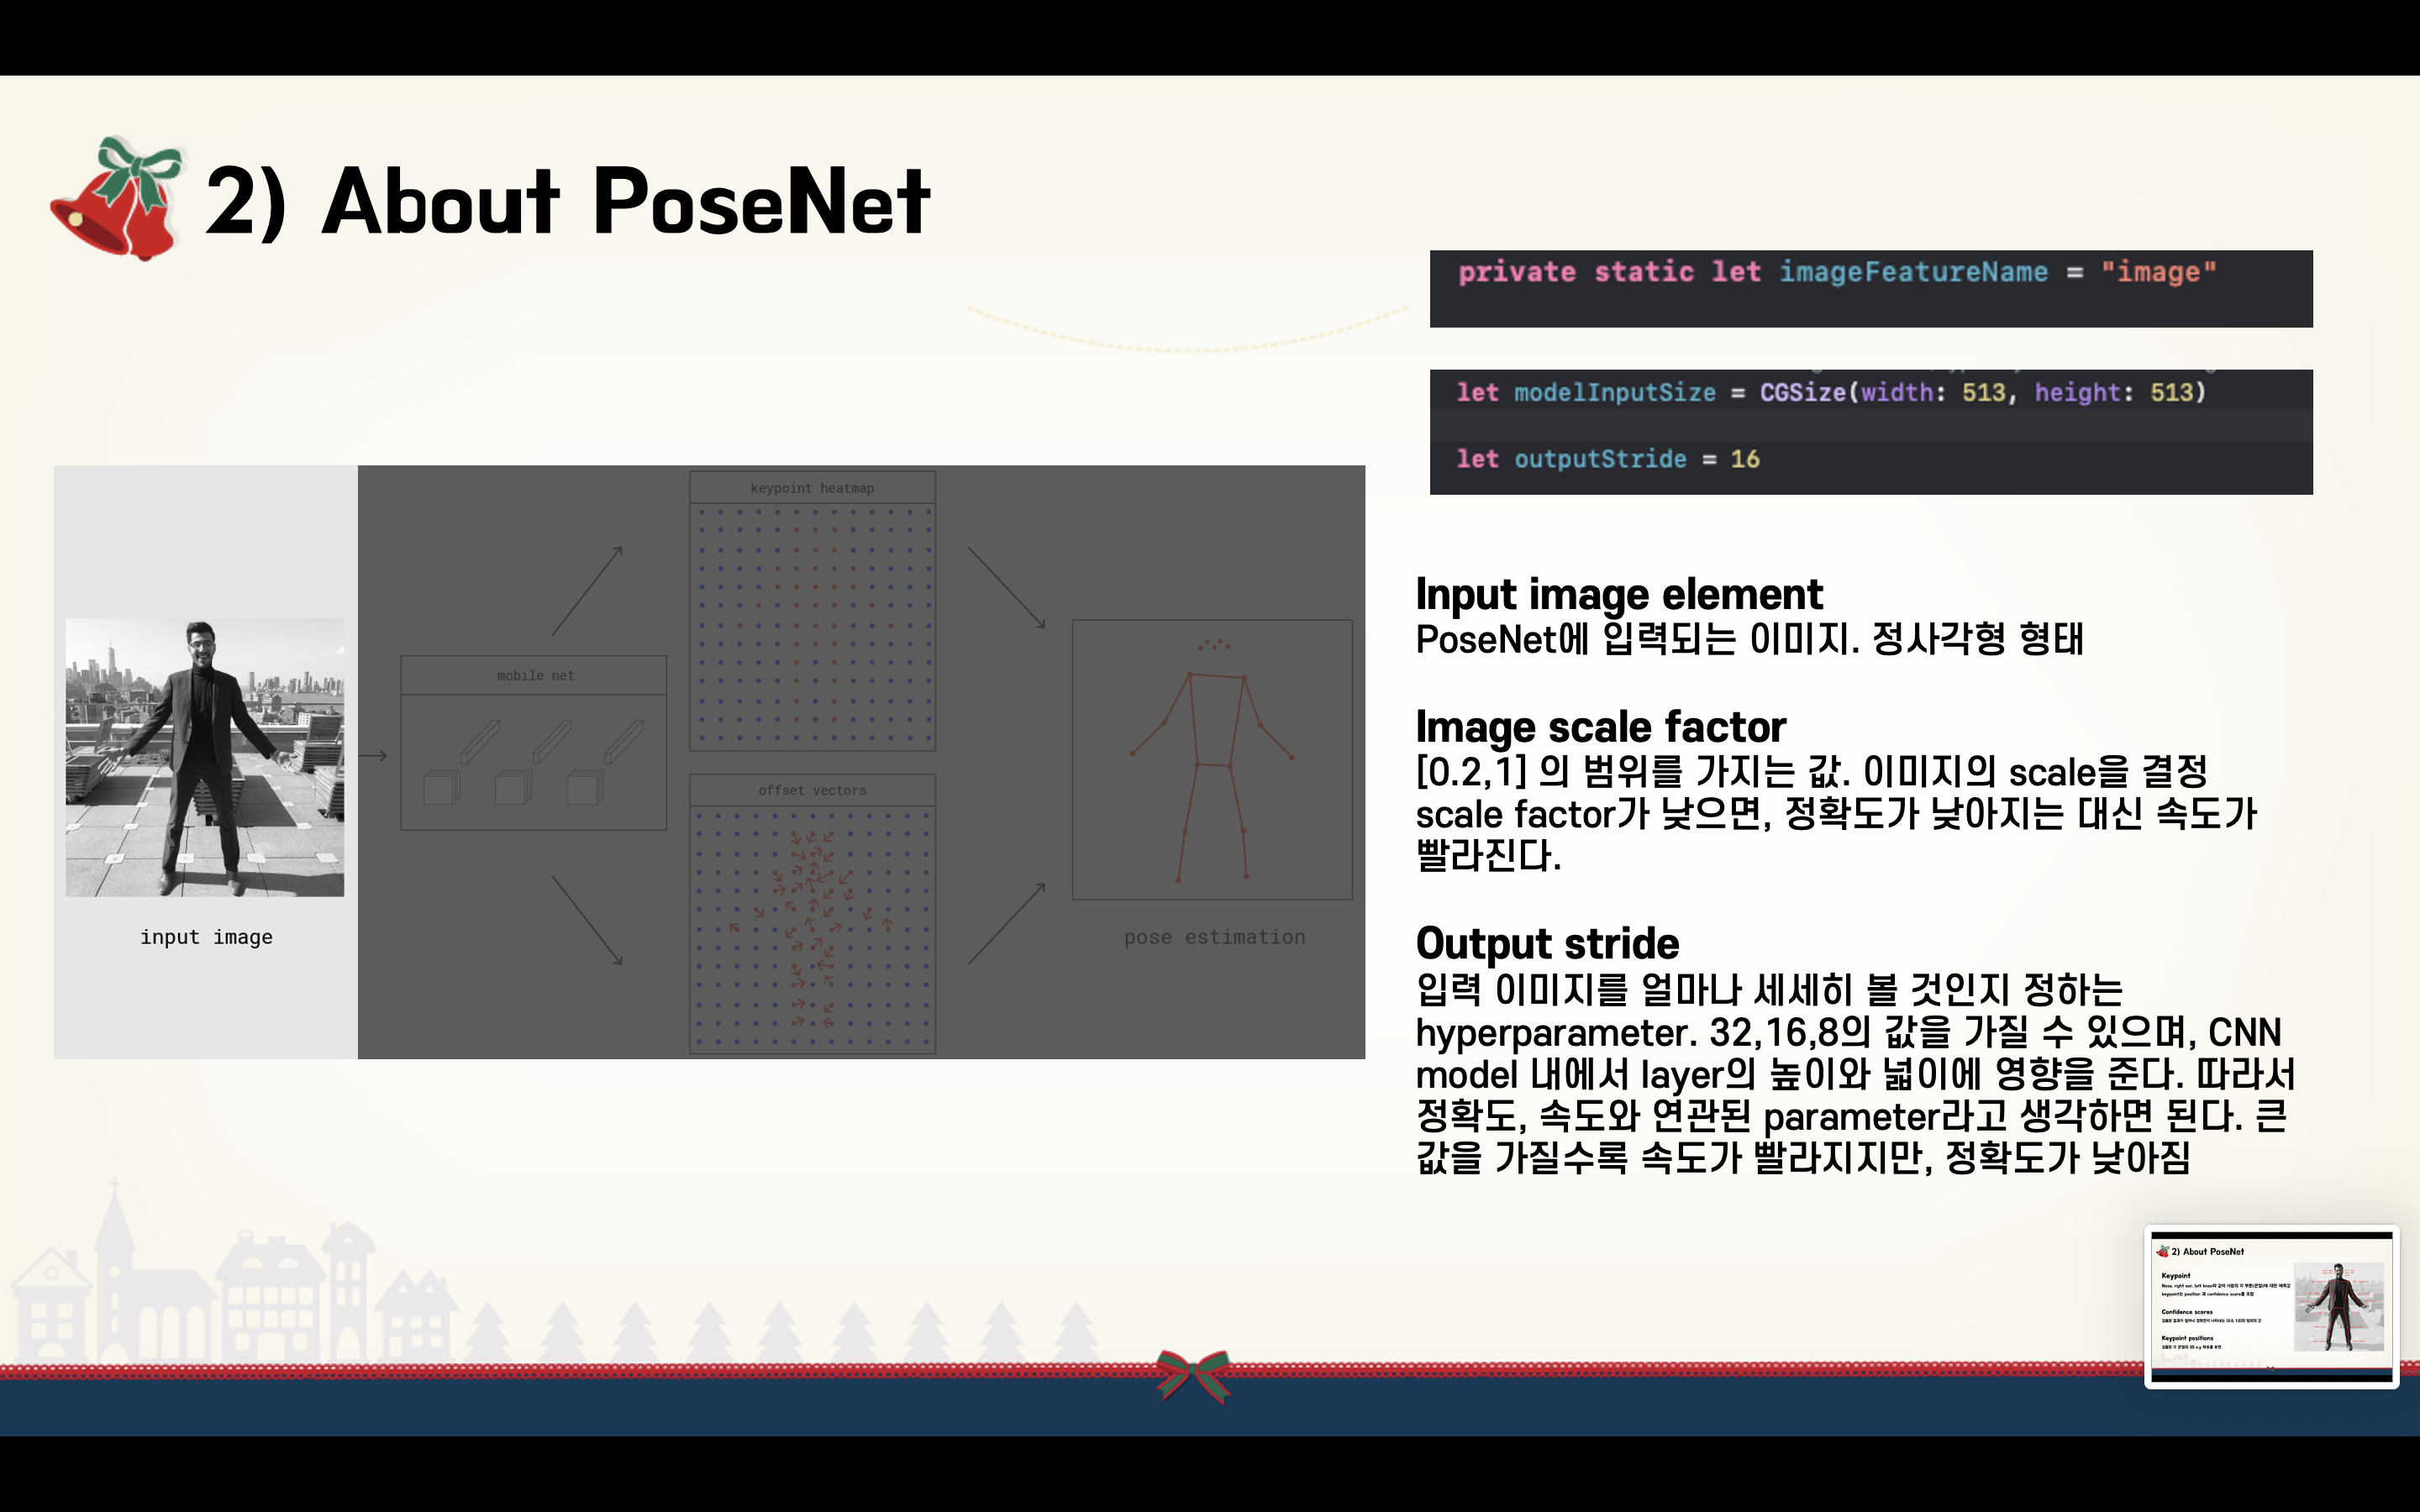 2) About PoseNet
private static let imageFeatureName = "image"
let modelInputSize = CGSize(width: 513, height: 513)
let outputStride = 16
keypoint heatmap
mobile net
offset vectors
input image
pose estimation
Input image element
PoseNet에 입력되는 이미지. 정사각형 형태
Image scale factor
[0.2,1] 의 범위를 가지는 값. 이미지의 scale을 결정
scale factor가 낮으면, 정확도가 낮아지는 대신 속도가
빨라진다.
Output stride
입력 이미지를 얼마나 세세히 볼 것인지 정하는
hyperparameter. 32,16,8의 값을 가질 수 있으며, CNN
model 내에서 layer의 높이와 넓이에 영향을 준다. 따라서
정확도, 속도와 연관된 parameter라고 생각하면 된다. 큰
값을 가질수록 속도가 빨라지지만, 정확도가 낮아짐
2) About PoseNet
Keypoint
Confidence scores
Keypoint positions